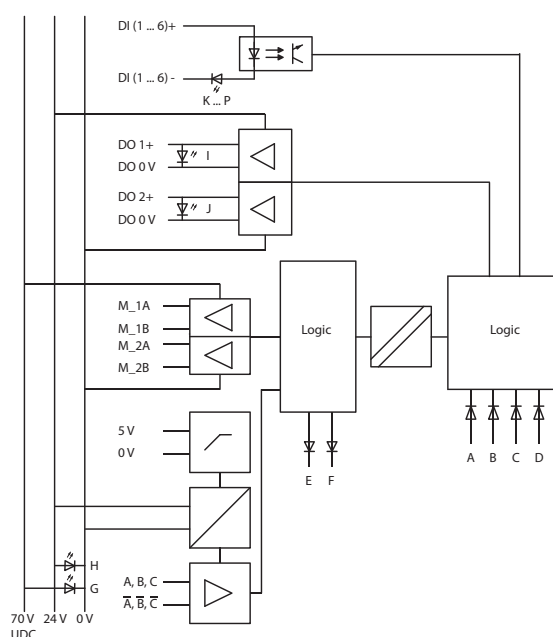 DI (1 ... 6)+
DI (1 ... 6) -
K ... P
DO 1+
I
DO 0 V
DO 2+
J
DO 0 V
M_1A
M_1B
M_2A
M_2B
Logic
Logic
A B C D
5 V
0 V
E F
H
G
A, B, C
A̅, B̅, C̅
70 V 24 V 0 V
UDC